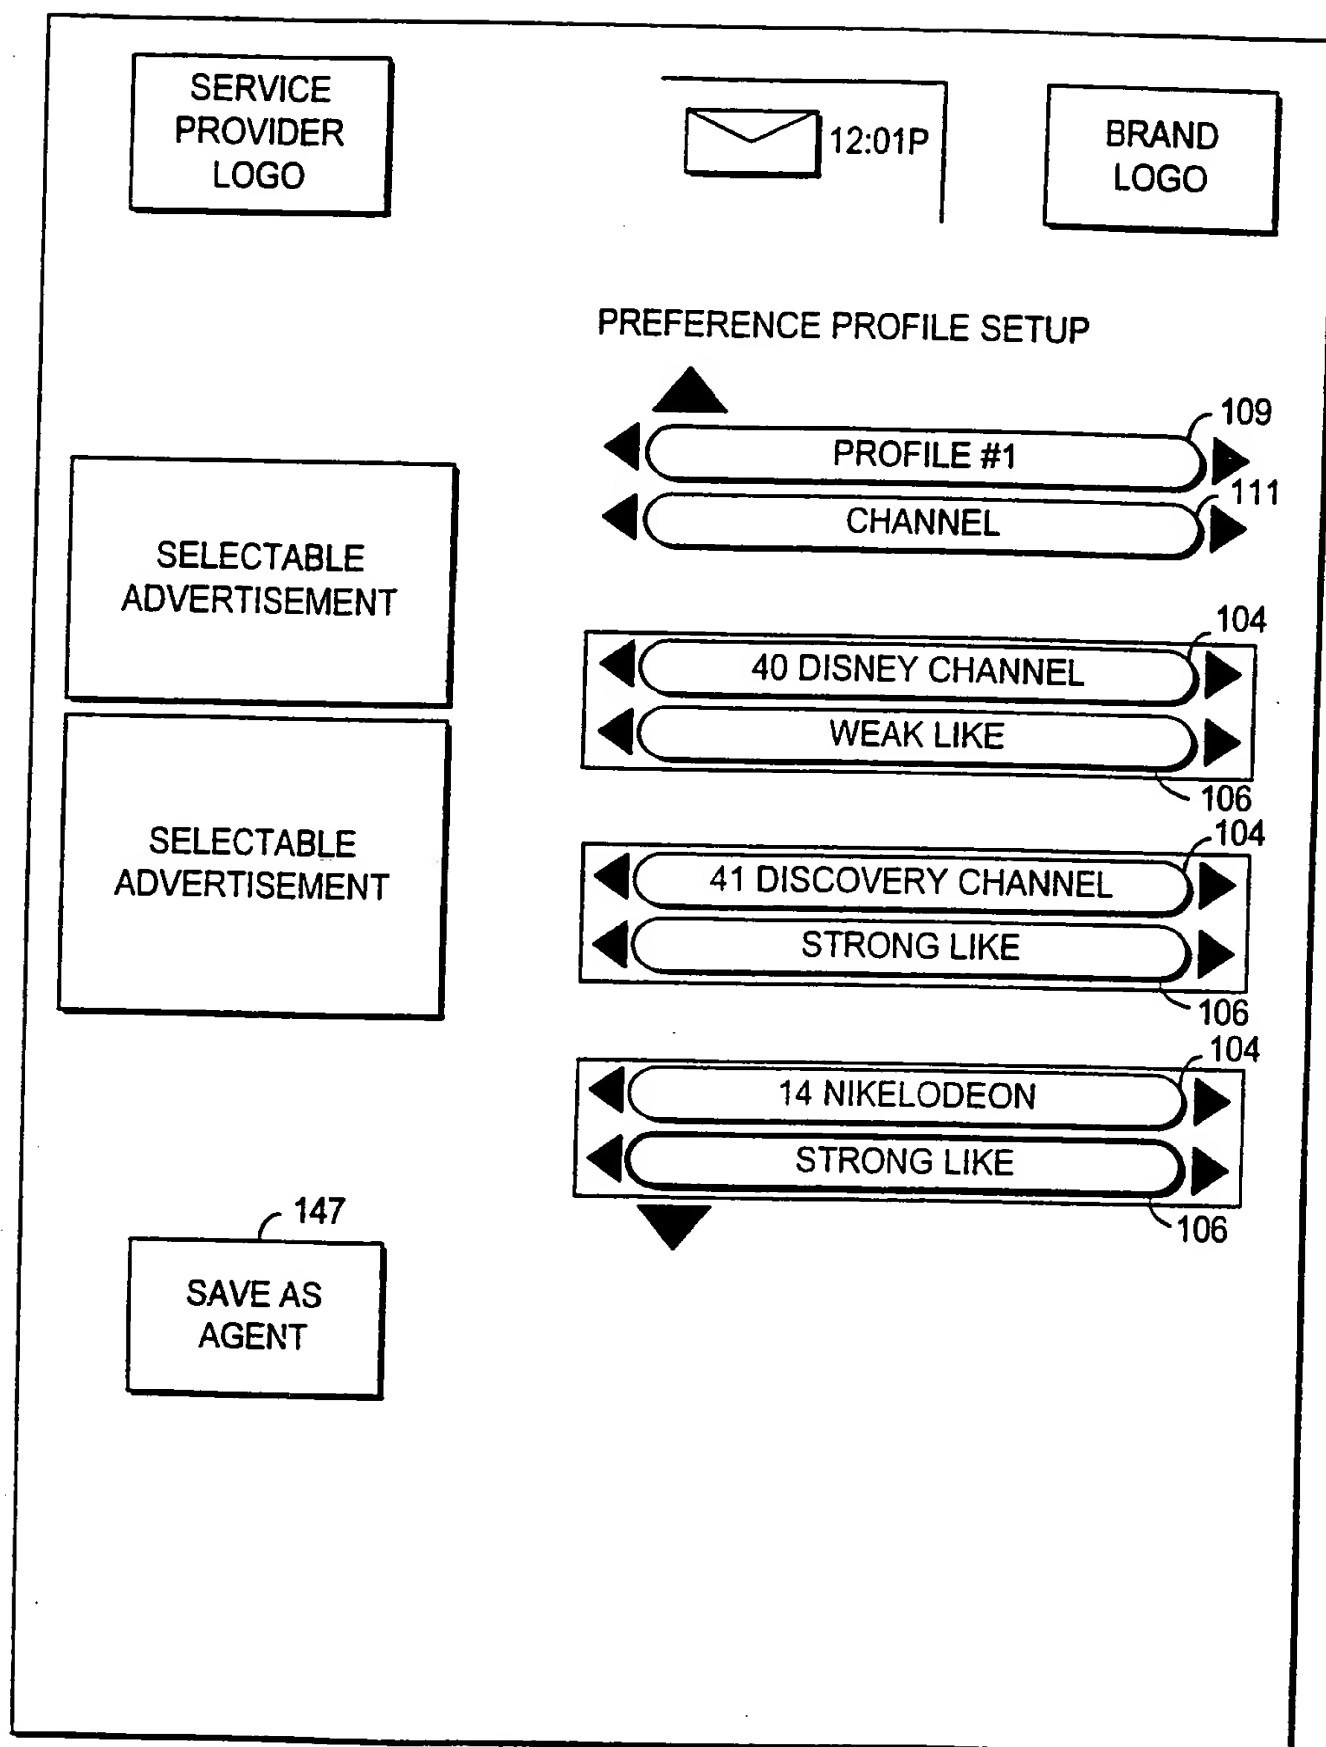 SERVICE
PROVIDER
LOGO
12:01P
BRAND
LOGO
PREFERENCE PROFILE SETUP
109
PROFILE #1
111
CHANNEL
SELECTABLE
ADVERTISEMENT
104
40 DISNEY CHANNEL
WEAK LIKE
106
SELECTABLE
ADVERTISEMENT
104
41 DISCOVERY CHANNEL
STRONG LIKE
106
104
14 NIKELODEON
STRONG LIKE
106
147
SAVE AS
AGENT